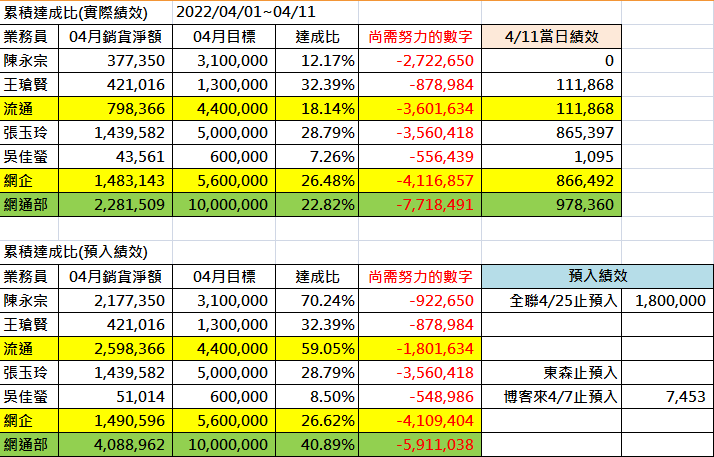 累積達成比(實際績效) 2022/04/01~04/11
業務員 04月銷貨淨額 04月目標 達成比 尚需努力的數字 4/11當日績效
陳永宗 377,350 3,100,000 12.17% -2,722,650 0
王瑲賢 421,016 1,300,000 32.39% -878,984 111,868
流通 798,366 4,400,000 18.14% -3,601,634 111,868
張玉玲 1,439,582 5,000,000 28.79% -3,560,418 865,397
吳佳螢 43,561 600,000 7.26% -556,439 1,095
網企 1,483,143 5,600,000 26.48% -4,116,857 866,492
網通部 2,281,509 10,000,000 22.82% -7,718,491 978,360
累積達成比(預入績效)
業務員 04月銷貨淨額 04月目標 達成比 尚需努力的數字 預入績效
陳永宗 2,177,350 3,100,000 70.24% -922,650 全聯4/25止預入 1,800,000
王瑲賢 421,016 1,300,000 32.39% -878,984
流通 2,598,366 4,400,000 59.05% -1,801,634
張玉玲 1,439,582 5,000,000 28.79% -3,560,418 東森止預入
吳佳螢 51,014 600,000 8.50% -548,986 博客來4/7止預入 7,453
網企 1,490,596 5,600,000 26.62% -4,109,404
網通部 4,088,962 10,000,000 40.89% -5,911,038